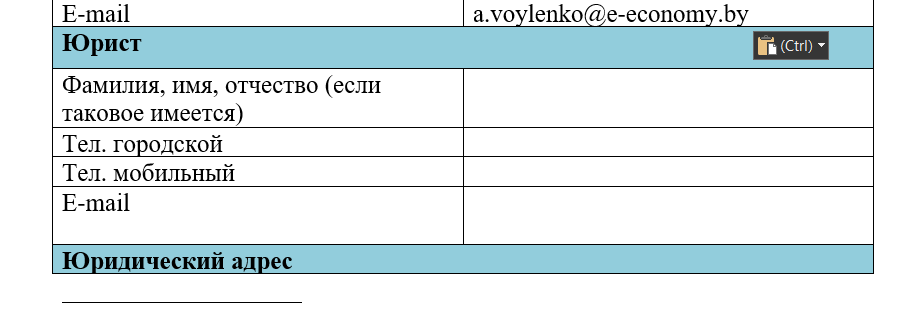 E-mail a.voylenko@e-economy.by
Юрист
(Ctrl)
Фамилия, имя, отчество (если
таковое имеется)
Тел. городской
Тел. мобильный
E-mail
Юридический адрес